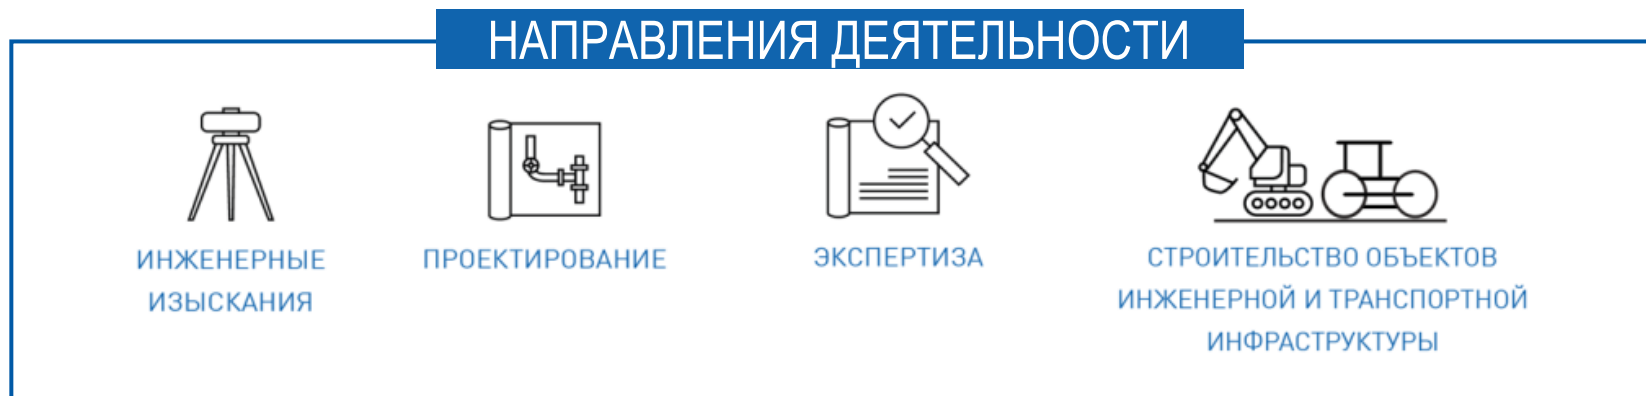 НАПРАВЛЕНИЯ ДЕЯТЕЛЬНОСТИ
ИНЖЕНЕРНЫЕ
ИЗЫСКАНИЯ
ПРОЕКТИРОВАНИЕ
ЭКСПЕРТИЗА
СТРОИТЕЛЬСТВО ОБЪЕКТОВ
ИНЖЕНЕРНОЙ И ТРАНСПОРТНОЙ
ИНФРАСТРУКТУРЫ